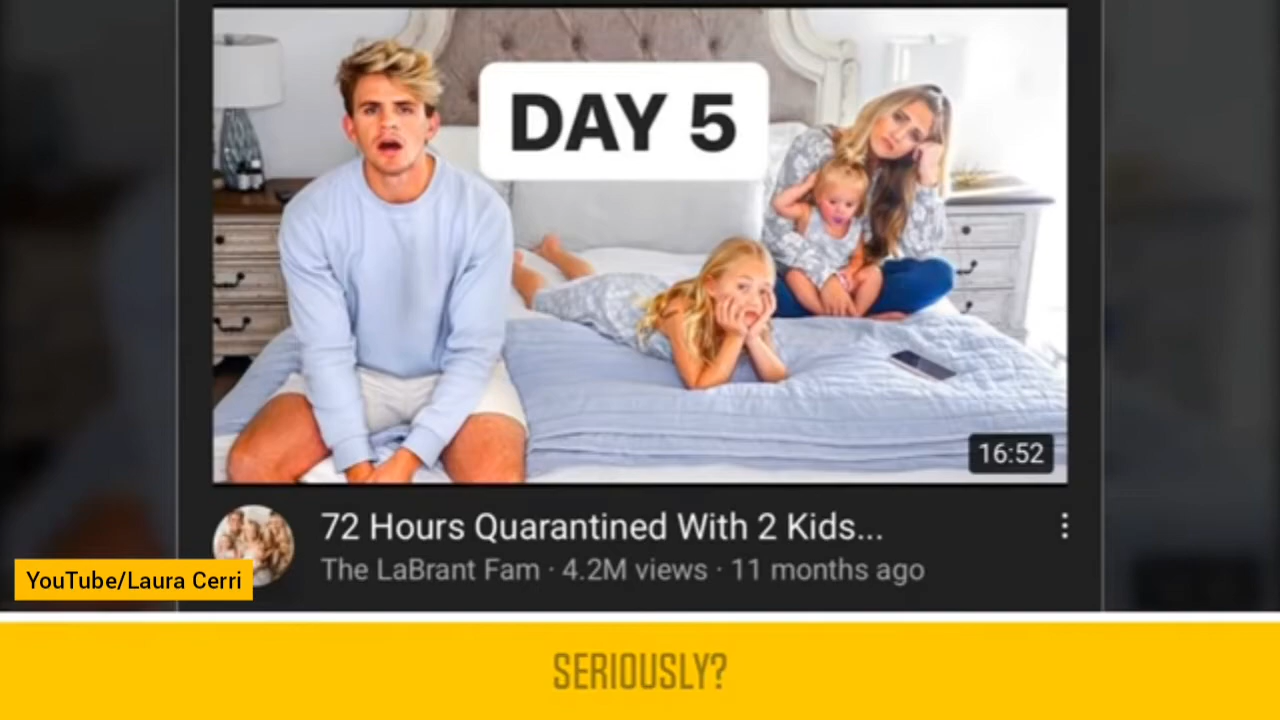 DAY 5
16:52
72 Hours Quarantined With 2 Kids...
The LaBrant Fam · 4.2M views · 11 months ago
YouTube/Laura Cerri
SERIOUSLY?